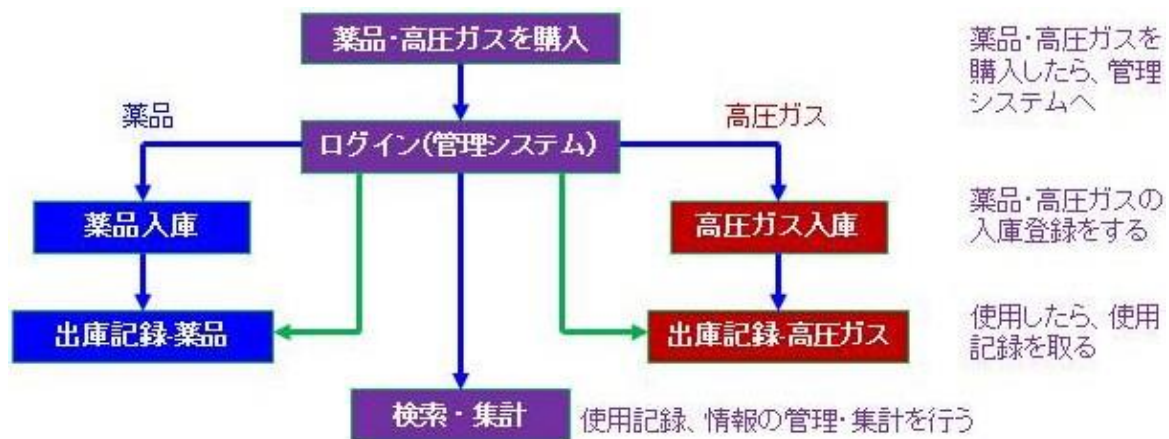 薬品・高圧ガスを購入
薬品・高圧ガスを
購入したら、管理
システムへ
薬品
高圧ガス
ログイン(管理システム)
薬品入庫
高圧ガス入庫
薬品・高圧ガスの
入庫登録をする
出庫記録-薬品
出庫記録-高圧ガス
使用したら、使用
記録を取る
検索・集計
使用記録、情報の管理・集計を行う